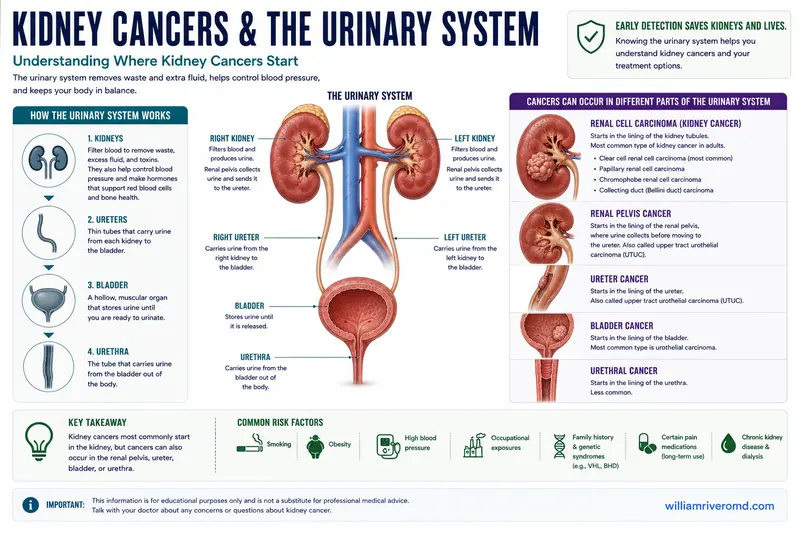 KIDNEY CANCERS & THE URINARY SYSTEM
Understanding Where Kidney Cancers Start
The urinary system removes waste and extra fluid, helps control blood pressure,
and keeps your body in balance.
EARLY DETECTION SAVES KIDNEYS AND LIVES.
Knowing the urinary system helps you
understand kidney cancers and your
treatment options.
HOW THE URINARY SYSTEM WORKS
1. KIDNEYS
Filter blood to remove waste,
excess fluid, and toxins.
They also help control blood
pressure and make hormones
that support red blood cells
and bone health.
2. URETERS
Thin tubes that carry urine
from each kidney to
the bladder.
3. BLADDER
A hollow, muscular organ
that stores urine until
you are ready to urinate.
4. URETHRA
The tube that carries urine
from the bladder out of
the body.
THE URINARY SYSTEM
RIGHT KIDNEY
Filters blood and
produces urine.
Renal pelvis collects
urine and sends it
to the ureter.
LEFT KIDNEY
Filters blood and
produces urine.
Renal pelvis collects
urine and sends it
to the ureter.
RIGHT URETER
Carries urine from the
right kidney to
the bladder.
LEFT URETER
Carries urine from the
left kidney to
the bladder.
BLADDER
Stores urine until
it is released.
URETHRA
Carries urine from the
bladder out of
the body.
CANCERS CAN OCCUR IN DIFFERENT PARTS OF THE URINARY SYSTEM
RENAL CELL CARCINOMA (KIDNEY CANCER)
Starts in the lining of the kidney tubules.
Most common type of kidney cancer in adults.
• Clear cell renal cell carcinoma (most common)
• Papillary renal cell carcinoma
• Chromophobe renal cell carcinoma
• Collecting duct (Bellini duct) carcinoma
RENAL PELVIS CANCER
Starts in the lining of the renal pelvis,
where urine collects before moving to
the ureter. Also called upper tract urothelial
carcinoma (UTUC).
URETER CANCER
Starts in the lining of the ureter.
Also called upper tract urothelial carcinoma (UTUC).
BLADDER CANCER
Starts in the lining of the bladder.
Most common type is urothelial carcinoma.
URETHRAL CANCER
Starts in the lining of the urethra.
Less common.
KEY TAKEAWAY
Kidney cancers most commonly start
in the kidney, but cancers can also
occur in the renal pelvis, ureter,
bladder, or urethra.
COMMON RISK FACTORS
Smoking
Obesity
High blood
pressure
Occupational
exposures
Family history
& genetic
syndromes
(e.g., VHL, BHD)
Certain pain
medications
(long-term use)
Chronic kidney
disease &
dialysis
IMPORTANT:
This information is for educational purposes only and is not a substitute for professional medical advice.
Talk with your doctor about any concerns or questions about kidney cancer.
williamriveromd.com